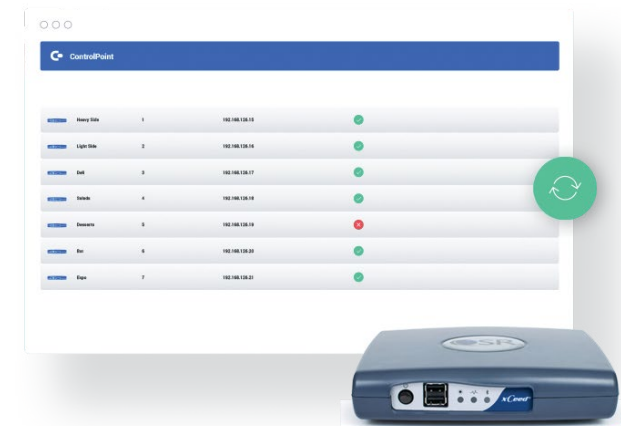 ControlPoint
Heavy Side 1 192.168.128.15
Light Side 2 192.168.128.16
Deli 3 192.168.128.17
Salads 4 192.168.128.18
Desserts 5 192.168.128.19
Bar 6 192.168.128.20
Expo 7 192.168.128.21
QSR
xCeed